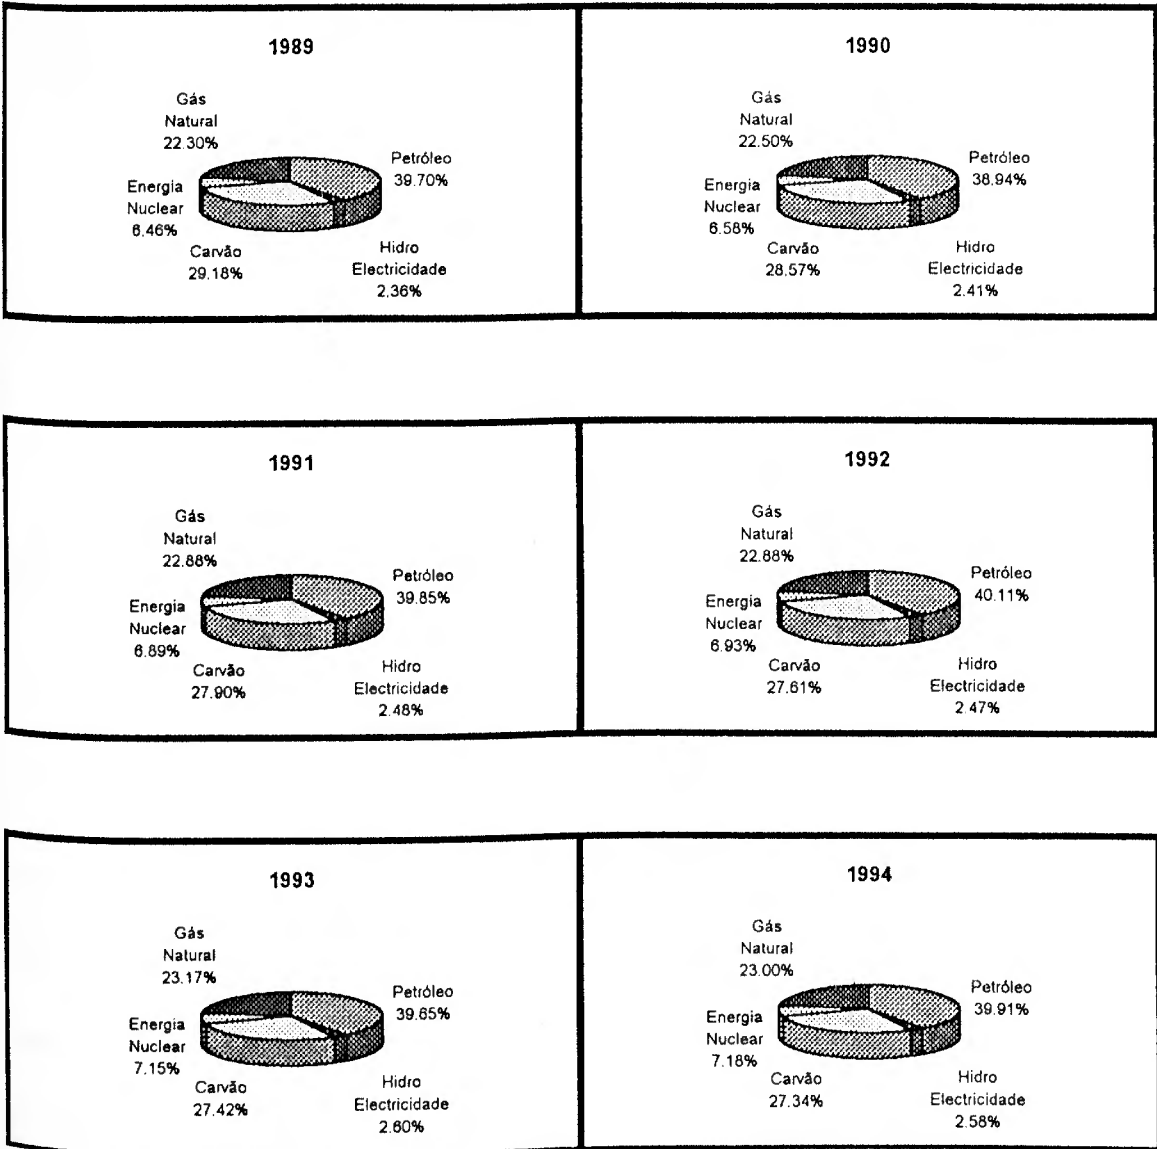 1989
Gás
Natural
22.30%
Petróleo
39.70%
Energia
Nuclear
6.46%
Carvão
29.18%
Hidro
Electricidade
2.36%
1990
Gás
Natural
22.50%
Petróleo
38.94%
Energia
Nuclear
6.58%
Carvão
28.57%
Hidro
Electricidade
2.41%
1991
Gás
Natural
22.88%
Petróleo
39.85%
Energia
Nuclear
6.89%
Carvão
27.90%
Hidro
Electricidade
2.48%
1992
Gás
Natural
22.88%
Petróleo
40.11%
Energia
Nuclear
6.93%
Carvão
27.61%
Hidro
Electricidade
2.47%
1993
Gás
Natural
23.17%
Petróleo
39.65%
Energia
Nuclear
7.15%
Carvão
27.42%
Hidro
Electricidade
2.60%
1994
Gás
Natural
23.00%
Petróleo
39.91%
Energia
Nuclear
7.18%
Carvão
27.34%
Hidro
Electricidade
2.58%